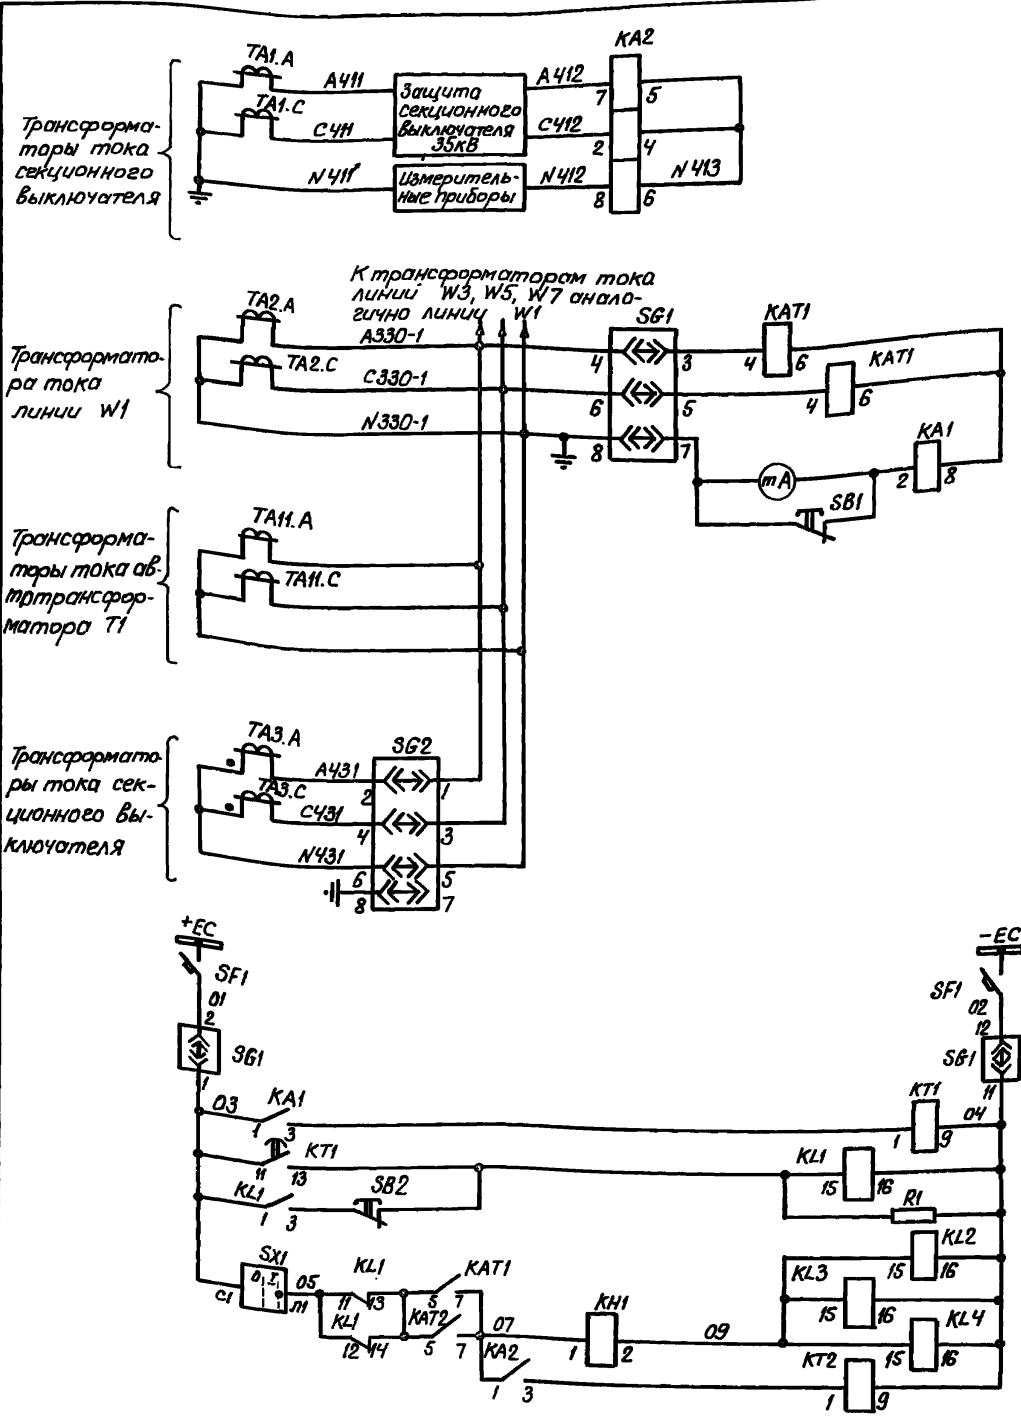 TA1.A
KA2
A411
A412
TA1.C
Защита
секционного
выключателя
35кВ
7
5
C411
C412
2
4
Трансформа-
торы тока
секционного
выключателя
N411
Измеритель-
ные приборы
N412
N413
8
6
К трансформаторам тока
линий W3, W5, W7 анало-
гично линии W1
TA2.A
A330-1
SG1
KAT1
4
3
4
6
TA2.C
C330-1
KAT1
Трансформато-
ра тока
линии W1
6
5
4
6
N330-1
KA1
8
7
mA
2
8
SB1
TA11.A
Трансформа-
торы тока ав-
тотрансфор-
матора T1
TA11.C
TA3.A
SG2
A431
2
1
Трансформато-
ры тока сек-
ционного вы-
ключателя
TA3.C
C431
4
3
N431
6
5
8
7
+EC
-EC
SF1
SF1
01
02
2
12
SG1
SG1
1
11
03
KA1
KT1
04
1
3
1
9
KT1
KL1
11
13
15
16
KL1
SB2
R1
1
3
SX1
0 I
05
KL1
KAT1
KL2
C1
Л1
11
13
5
7
KL3
15
16
KL1
KAT2
07
KH1
15
16
KL4
12
14
5
7
1
2
09
15
16
KA2
KT2
1
3
1
9